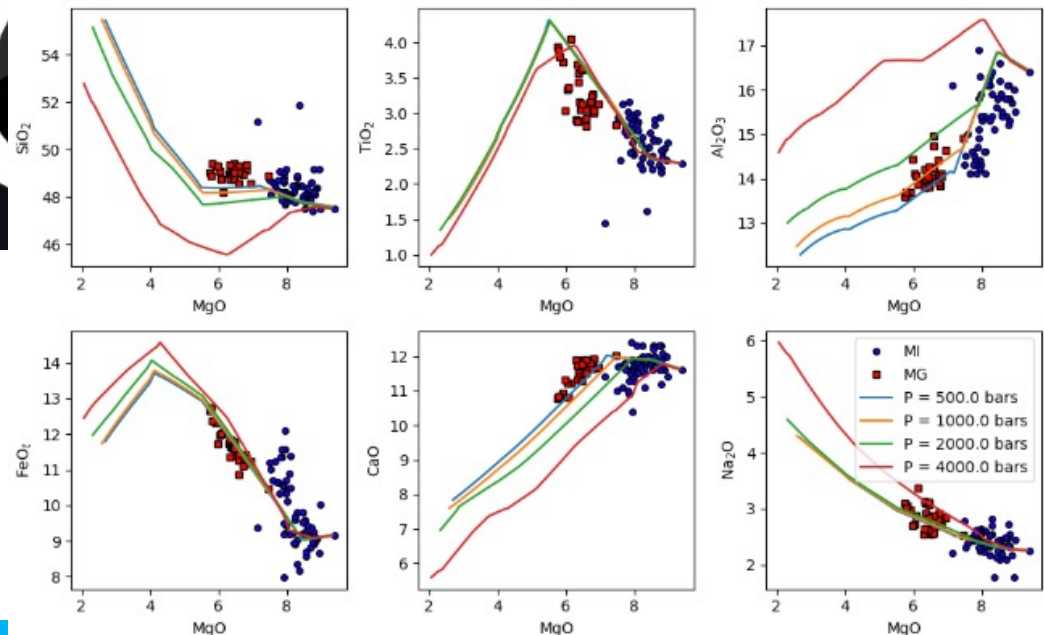 SiO2
54
52
50
48
46
2 4 6 8
MgO
TiO2
4.0
3.5
3.0
2.5
2.0
1.5
1.0
2 4 6 8
MgO
Al2O3
17
16
15
14
13
2 4 6 8
MgO
FeOt
14
13
12
11
10
9
8
2 4 6 8
MgO
CaO
12
11
10
9
8
7
6
2 4 6 8
MgO
Na2O
6
5
4
3
2
MI
MG
P = 500.0 bars
P = 1000.0 bars
P = 2000.0 bars
P = 4000.0 bars
2 4 6 8
MgO